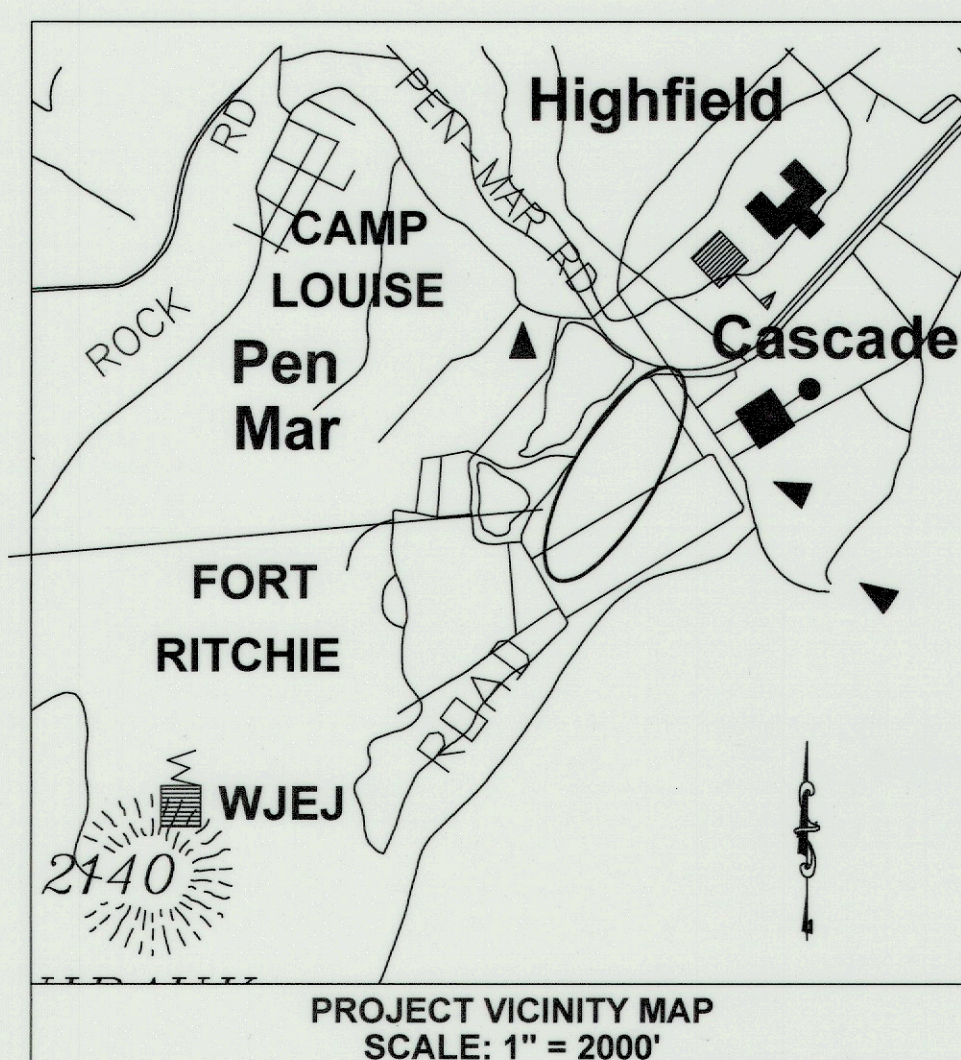 Highfield
PEN-MAR RD
RD
CAMP
LOUISE
ROCK
Cascade
Pen
Mar
FORT
RITCHIE
ROAD
WJEJ
2140
PROJECT VICINITY MAP
SCALE: 1" = 2000'